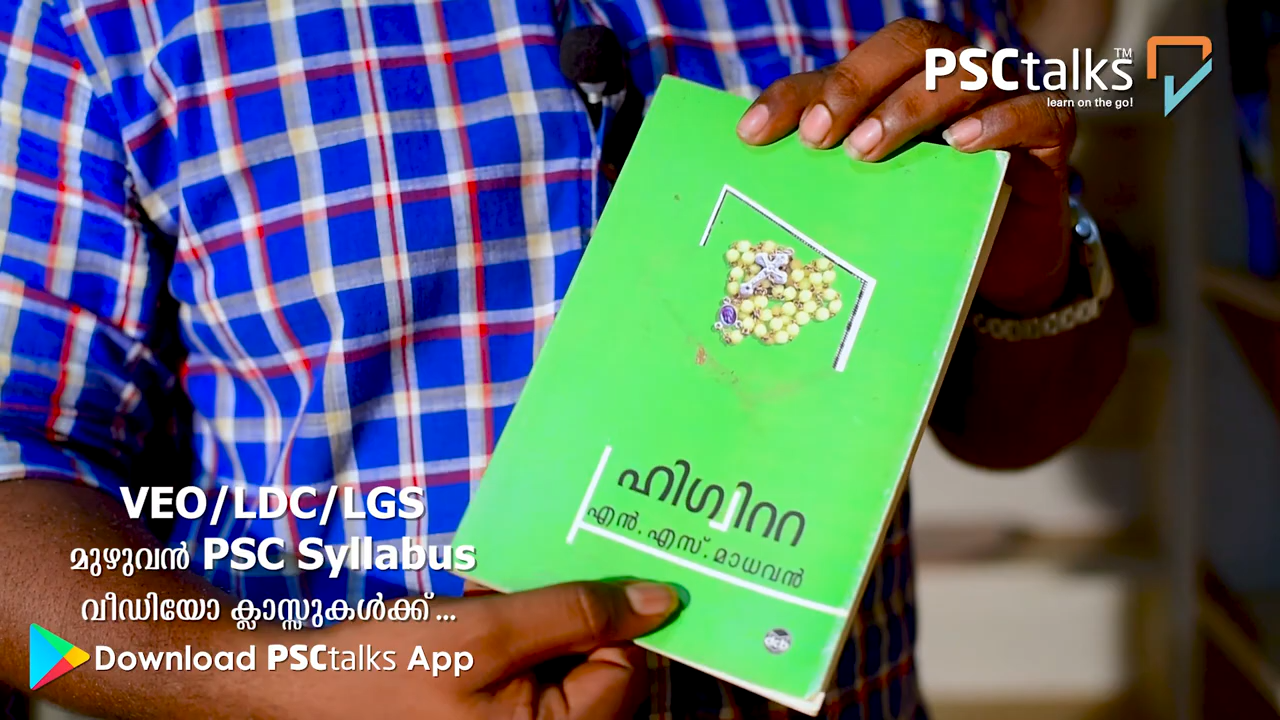 PSCtalks™
learn on the go!
ഹിഗ്വിറ്റ
എൻ.എസ്.മാധവൻ
VEO/LDC/LGS
മുഴുവൻ PSC Syllabus
വീഡിയോ ക്ലാസ്സുകൾക്ക്...
Download PSCtalks App